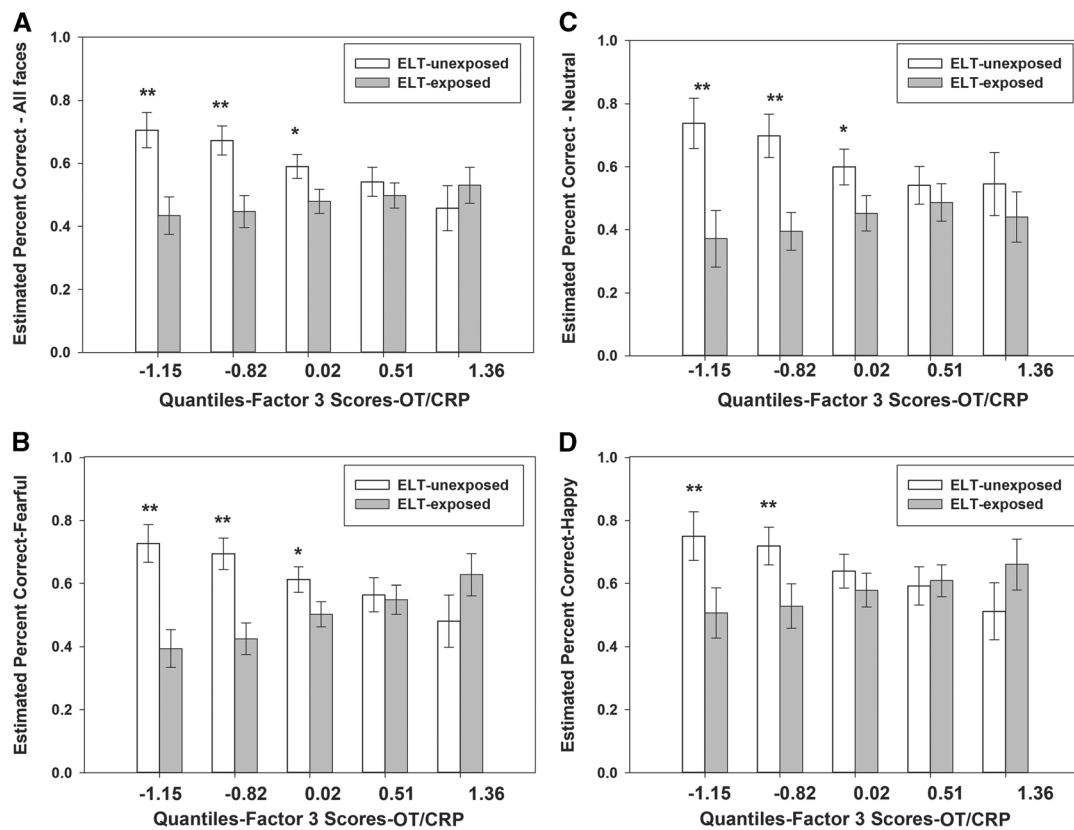 A
Estimated Percent Correct - All faces
1.0
0.8
0.6
0.4
0.2
0.0
ELT-unexposed
ELT-exposed
**
**
*
-1.15 -0.82 0.02 0.51 1.36
Quantiles-Factor 3 Scores-OT/CRP
C
Estimated Percent Correct - Neutral
1.0
0.8
0.6
0.4
0.2
0.0
ELT-unexposed
ELT-exposed
**
**
*
-1.15 -0.82 0.02 0.51 1.36
Quantiles-Factor 3 Scores-OT/CRP
B
Estimated Percent Correct-Fearful
1.0
0.8
0.6
0.4
0.2
0.0
ELT-unexposed
ELT-exposed
**
**
*
-1.15 -0.82 0.02 0.51 1.36
Quantiles-Factor 3 Scores-OT/CRP
D
Estimated Percent Correct-Happy
1.0
0.8
0.6
0.4
0.2
0.0
ELT-unexposed
ELT-exposed
**
**
-1.15 -0.82 0.02 0.51 1.36
Quantiles-Factor 3 Scores-OT/CRP